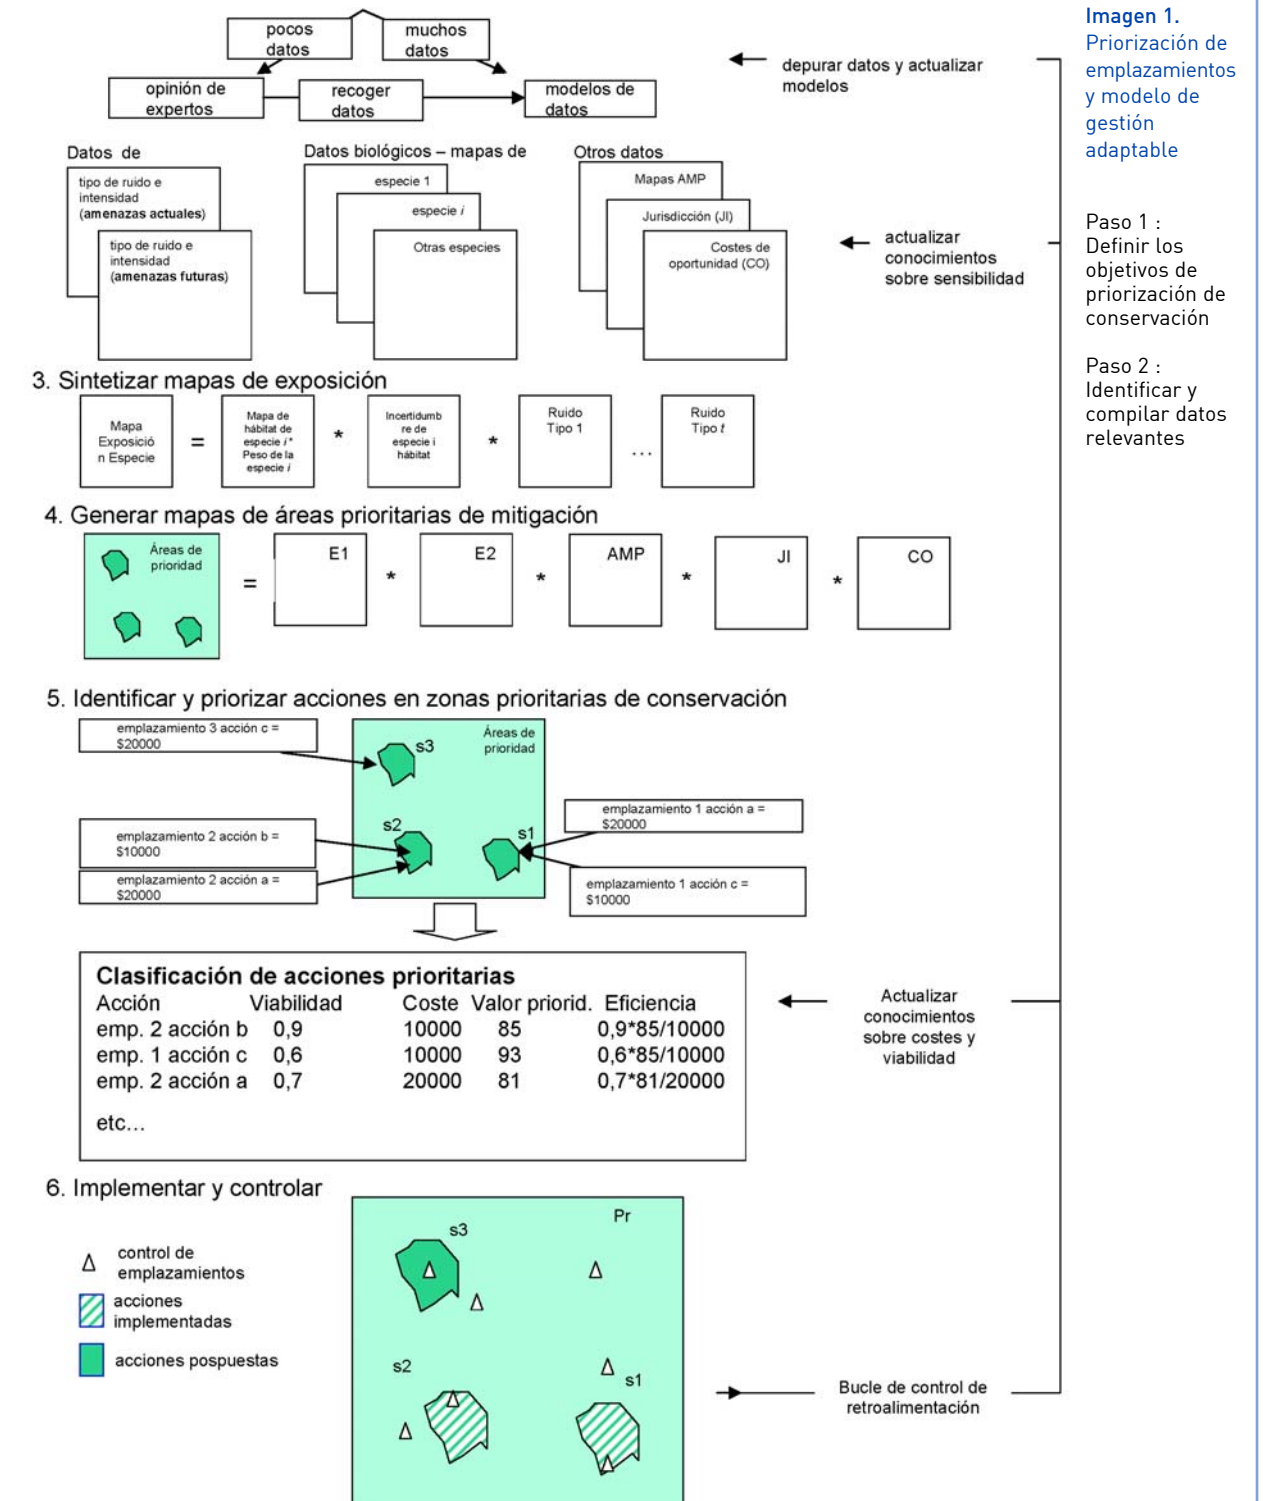 pocos
datos
muchos
datos
opinión de
expertos
recoger
datos
modelos de
datos
depurar datos y actualizar
modelos
Imagen 1.
Priorización de
emplazamientos
y modelo de
gestión
adaptable
Paso 1 :
Definir los
objetivos de
priorización de
conservación
Paso 2 :
Identificar y
compilar datos
relevantes
Datos de
tipo de ruido e
intensidad
(amenazas actuales)
tipo de ruido e
intensidad
(amenazas futuras)
Datos biológicos – mapas de
especie 1
especie i
Otras especies
Otros datos
Mapas AMP
Jurisdicción (JI)
Costes de
oportunidad (CO)
actualizar
conocimientos
sobre sensibilidad
3. Sintetizar mapas de exposición
Mapa
Exposició
n Especie
=
Mapa de
hábitat de
especie i *
Peso de la
especie i
*
Incertidumb
re de
especie i
hábitat
*
Ruido
Tipo 1
...
Ruido
Tipo t
4. Generar mapas de áreas prioritarias de mitigación
Áreas de
prioridad
=
E1
*
E2
*
AMP
*
JI
*
CO
5. Identificar y priorizar acciones en zonas prioritarias de conservación
emplazamiento 3 acción c =
$20000
emplazamiento 2 acción b =
$10000
emplazamiento 2 acción a =
$20000
Áreas de
prioridad
s3
s2
s1
emplazamiento 1 acción a =
$20000
emplazamiento 1 acción c =
$10000
Clasificación de acciones prioritarias
Acción Viabilidad Coste Valor priorid. Eficiencia
emp. 2 acción b 0,9 10000 85 0,9*85/10000
emp. 1 acción c 0,6 10000 93 0,6*85/10000
emp. 2 acción a 0,7 20000 81 0,7*81/20000
etc...
Actualizar
conocimientos
sobre costes y
viabilidad
6. Implementar y controlar
control de
emplazamientos
acciones
implementadas
acciones pospuestas
s3
Pr
s2
s1
Bucle de control de
retroalimentación